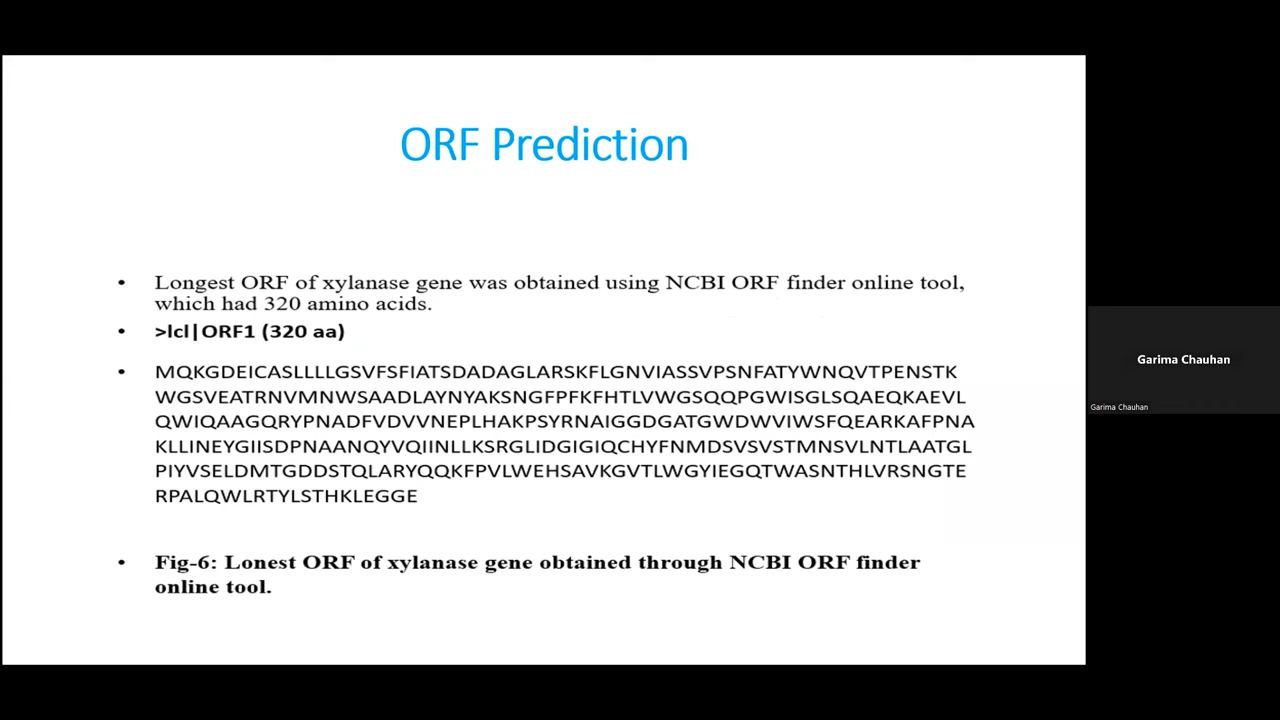 ORF Prediction
• Longest ORF of xylanase gene was obtained using NCBI ORF finder online tool,
which had 320 amino acids.
• >lcl|ORF1 (320 aa)
• MQKGDEICASLLLLGSVFSFIATSDADAGLARSKFLGNVIASSVPSNFATYWNQVTPENSTK
WGSVEATRNVMNWSAADLAYNYAKSNGFPFKFHTLVWGSQQPGWISGLSQAEQKAEVL
QWIQAAGQRYPNADFVDVVNEPLHAKPSYRNAIGGDGATGWDWVIWSFQEARKAFPNA
KLLINEYGIISDPNAANQYVQIINLLKSRGLIDGIGIQCHYFNMDSVSVSTMNSVLNTLAATGL
PIYVSELDMTGDDSTQLARYQQKFPVLWEHSAVKGVTLWGYIEGQTWASNTHLVRSNGTE
RPALQWLRTYLSTHKLEGGE
• Fig-6: Lonest ORF of xylanase gene obtained through NCBI ORF finder
online tool.
Garima Chauhan
Garima Chauhan